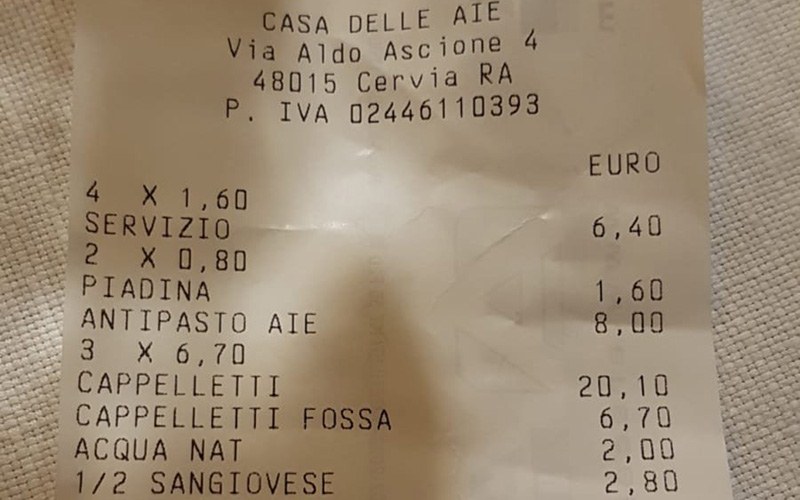 CASA DELLE AIE
Via Aldo Ascione 4
48015 Cervia RA
P. IVA 02446110393
EURO
4 X 1,60
SERVIZIO 6,40
2 X 0,80
PIADINA 1,60
ANTIPASTO AIE 8,00
3 X 6,70
CAPPELLETTI 20,10
CAPPELLETTI FOSSA 6,70
ACQUA NAT 2,00
1/2 SANGIOVESE 2,80